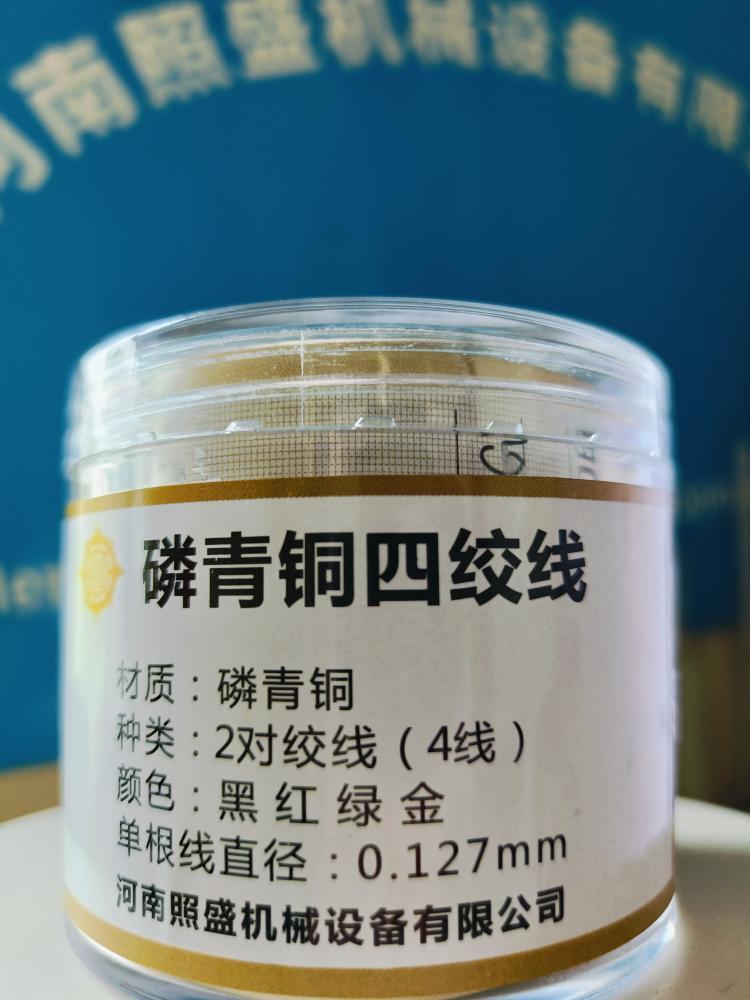 河南照盛机械设备有限
磷青铜四绞线
材质：磷青铜
种类：2对绞线（4线）
颜色：黑 红 绿 金
单根线直径：0.127mm
河南照盛机械设备有限公司